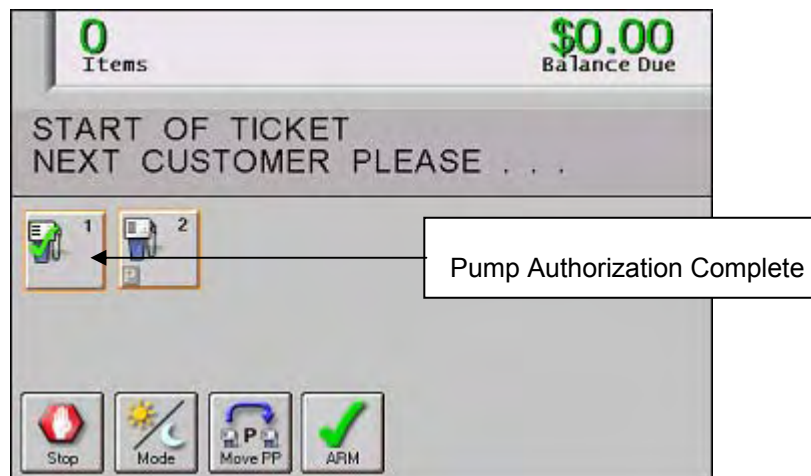 0 $0.00
Items Balance Due
START OF TICKET
NEXT CUSTOMER PLEASE . . .
1 2
P
Pump Authorization Complete
P
Stop Mode Move PP ARM